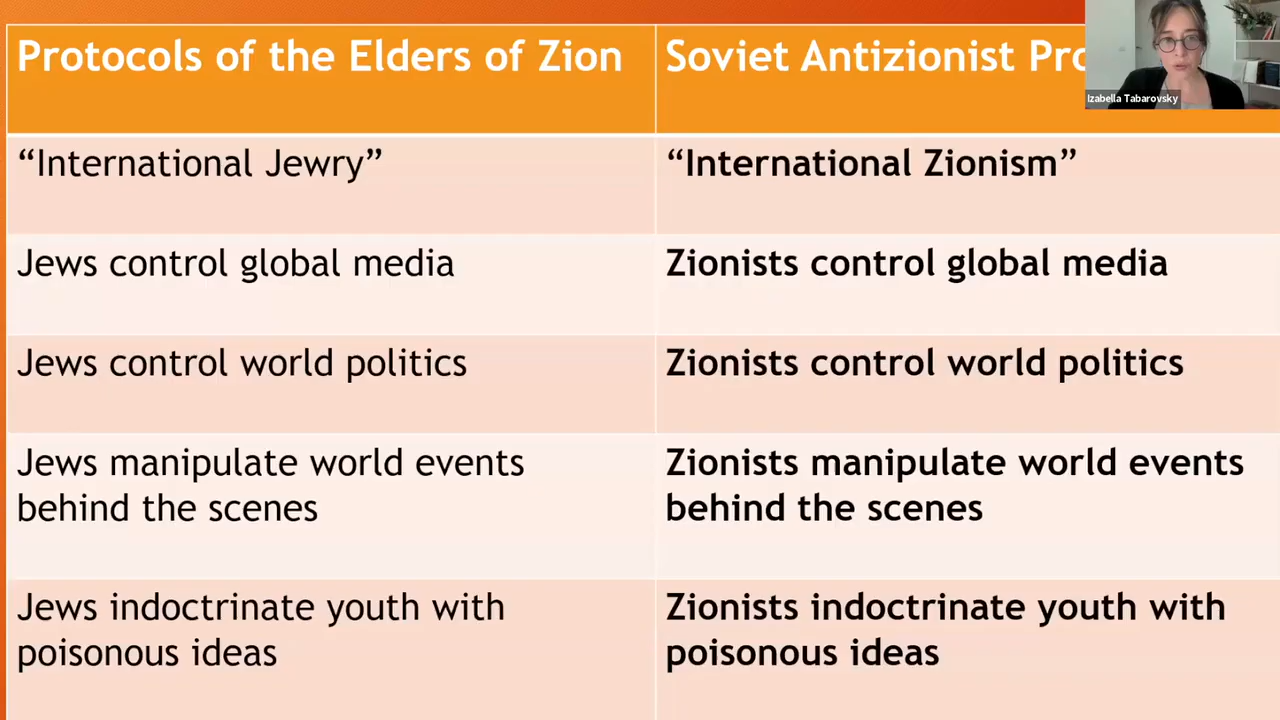 Protocols of the Elders of Zion
Soviet Antizionist
Izabella Tabarovsky
“International Jewry”
“International Zionism”
Jews control global media
Zionists control global media
Jews control world politics
Zionists control world politics
Jews manipulate world events
behind the scenes
Zionists manipulate world events
behind the scenes
Jews indoctrinate youth with
poisonous ideas
Zionists indoctrinate youth with
poisonous ideas